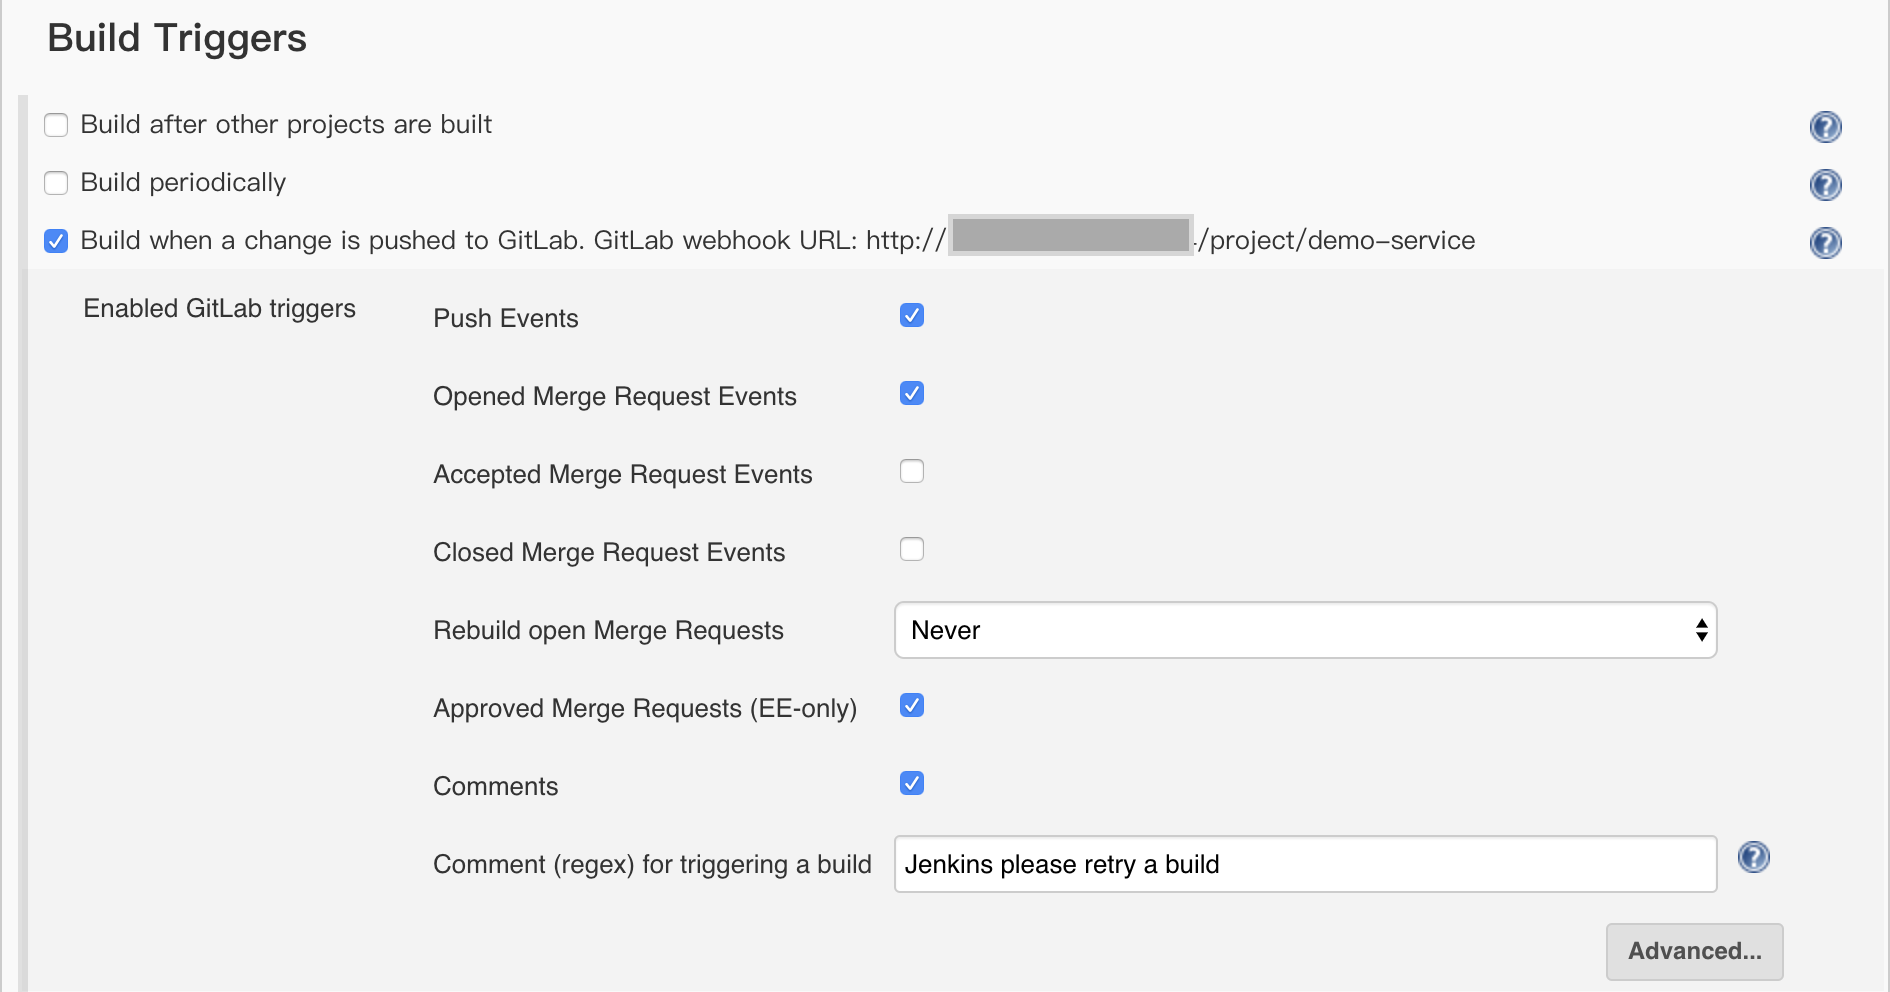 Build Triggers
Build after other projects are built
?
Build periodically
?
Build when a change is pushed to GitLab. GitLab webhook URL: http:// /project/demo-service
?
Enabled GitLab triggers
Push Events
Opened Merge Request Events
Accepted Merge Request Events
Closed Merge Request Events
Rebuild open Merge Requests
Never
Approved Merge Requests (EE-only)
Comments
Comment (regex) for triggering a build
Jenkins please retry a build
?
Advanced...